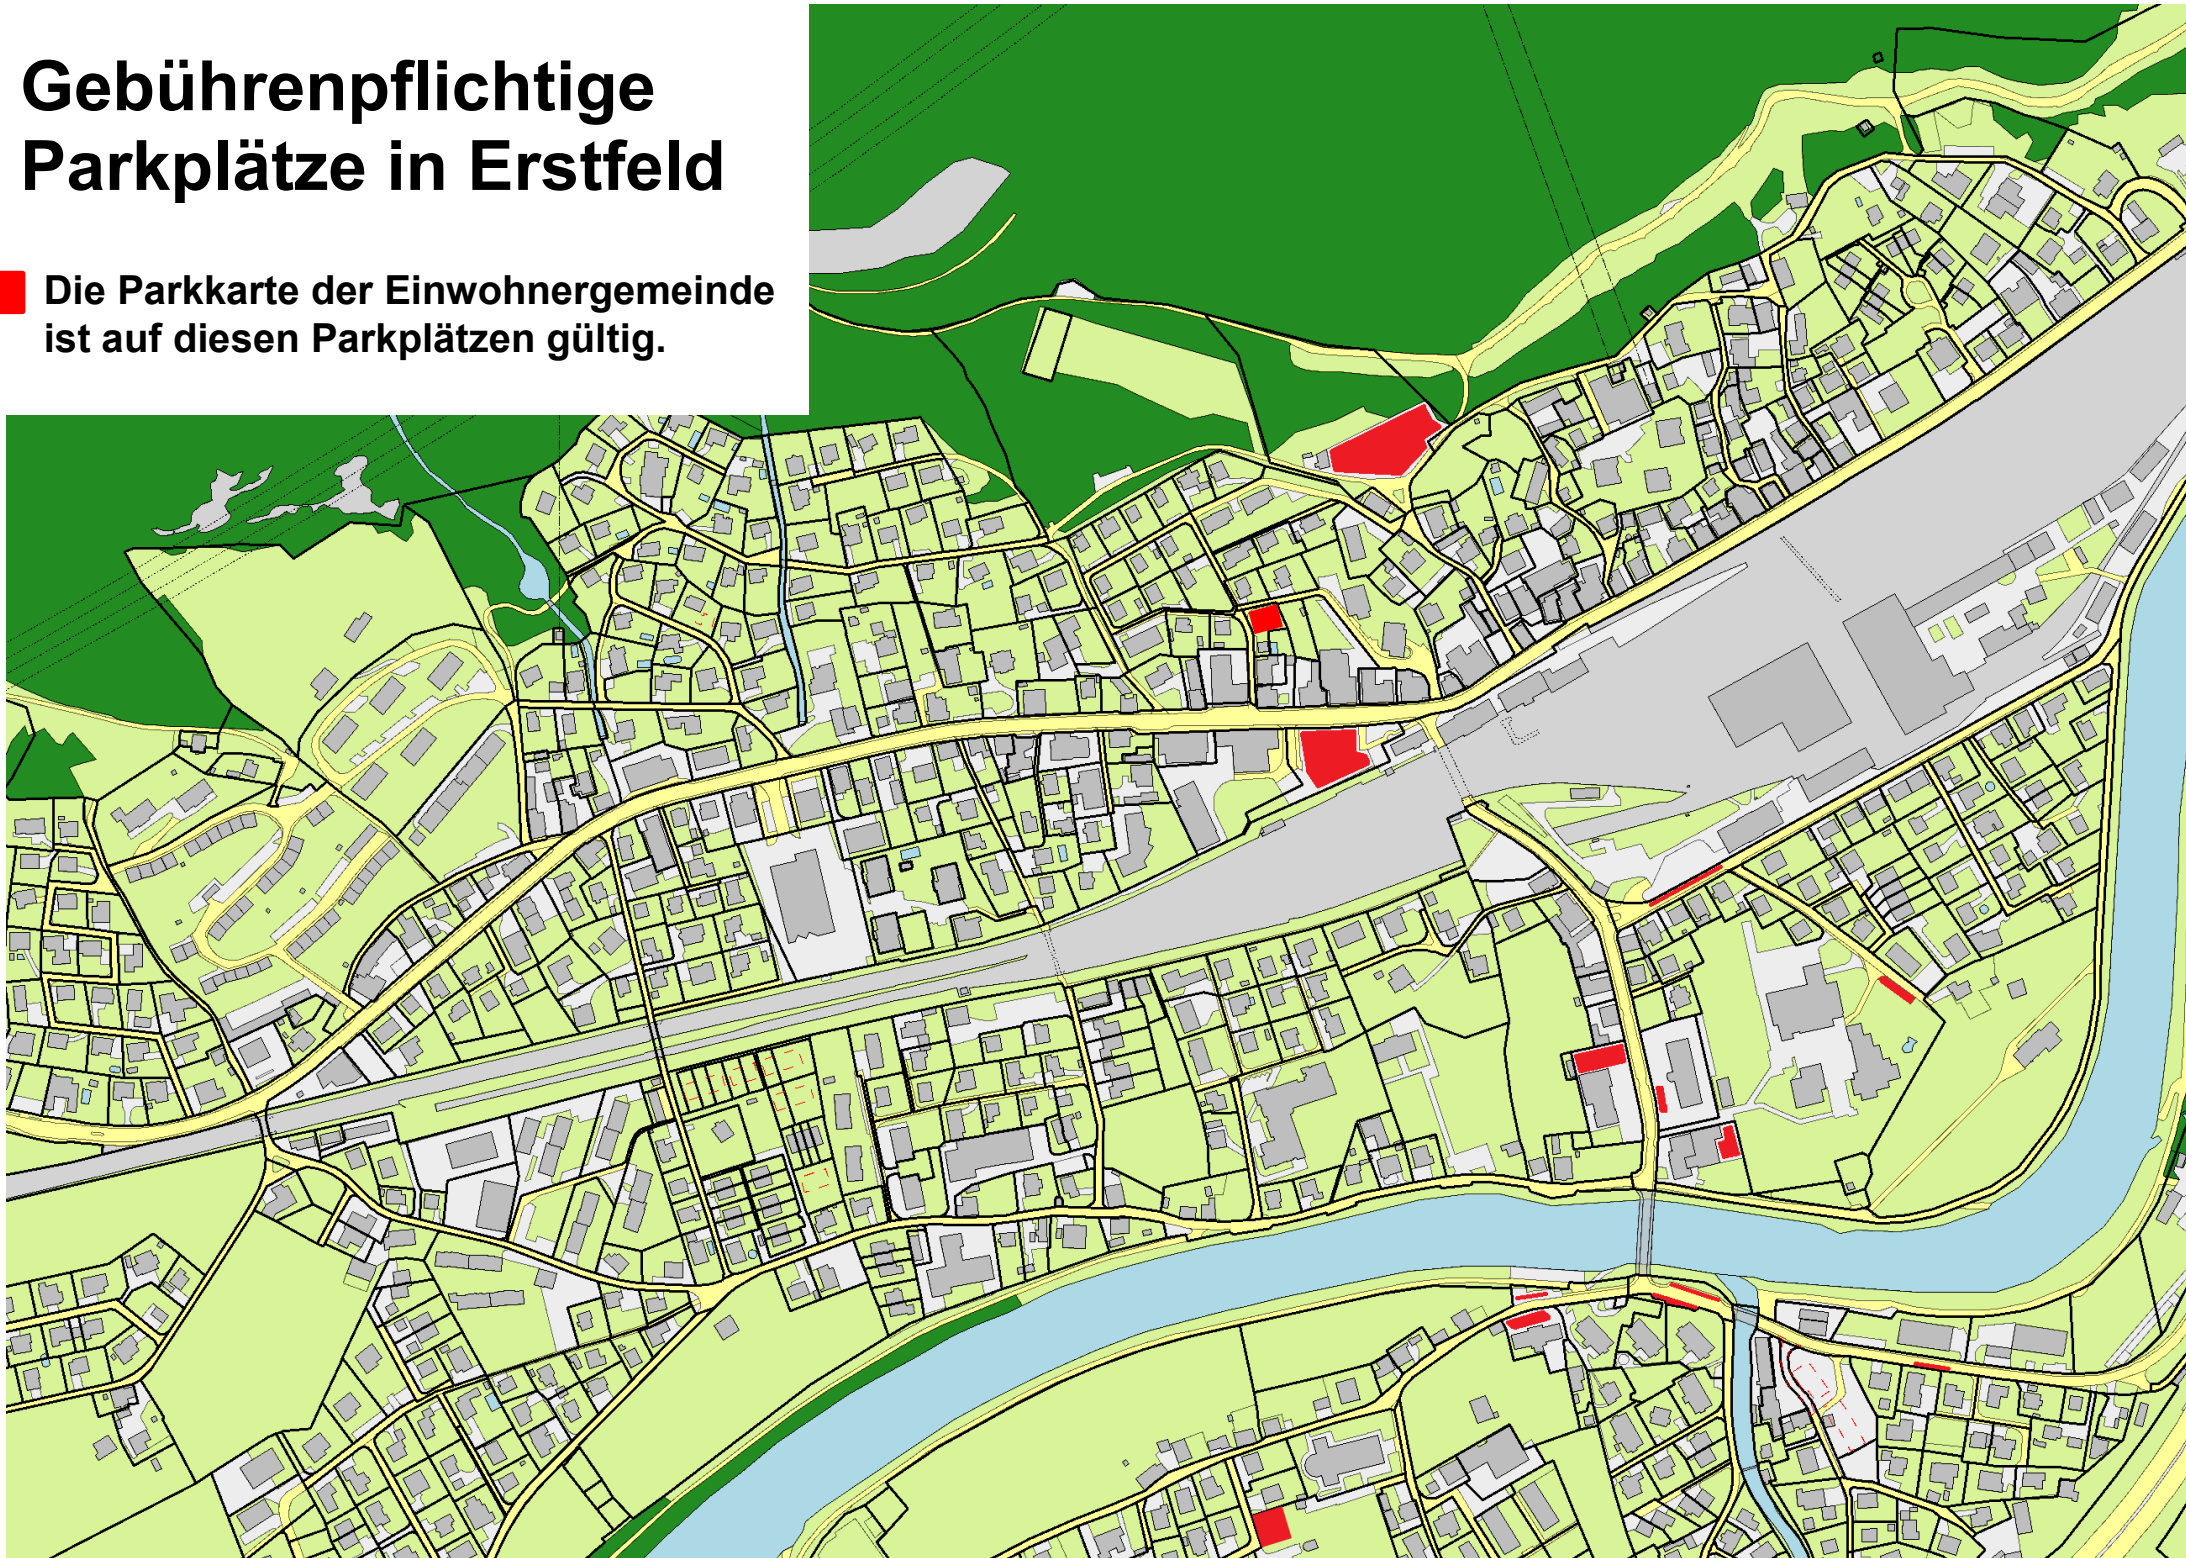 Gebührenpflichtige
Parkplätze in Erstfeld
Die Parkkarte der Einwohnergemeinde
ist auf diesen Parkplätzen gültig.